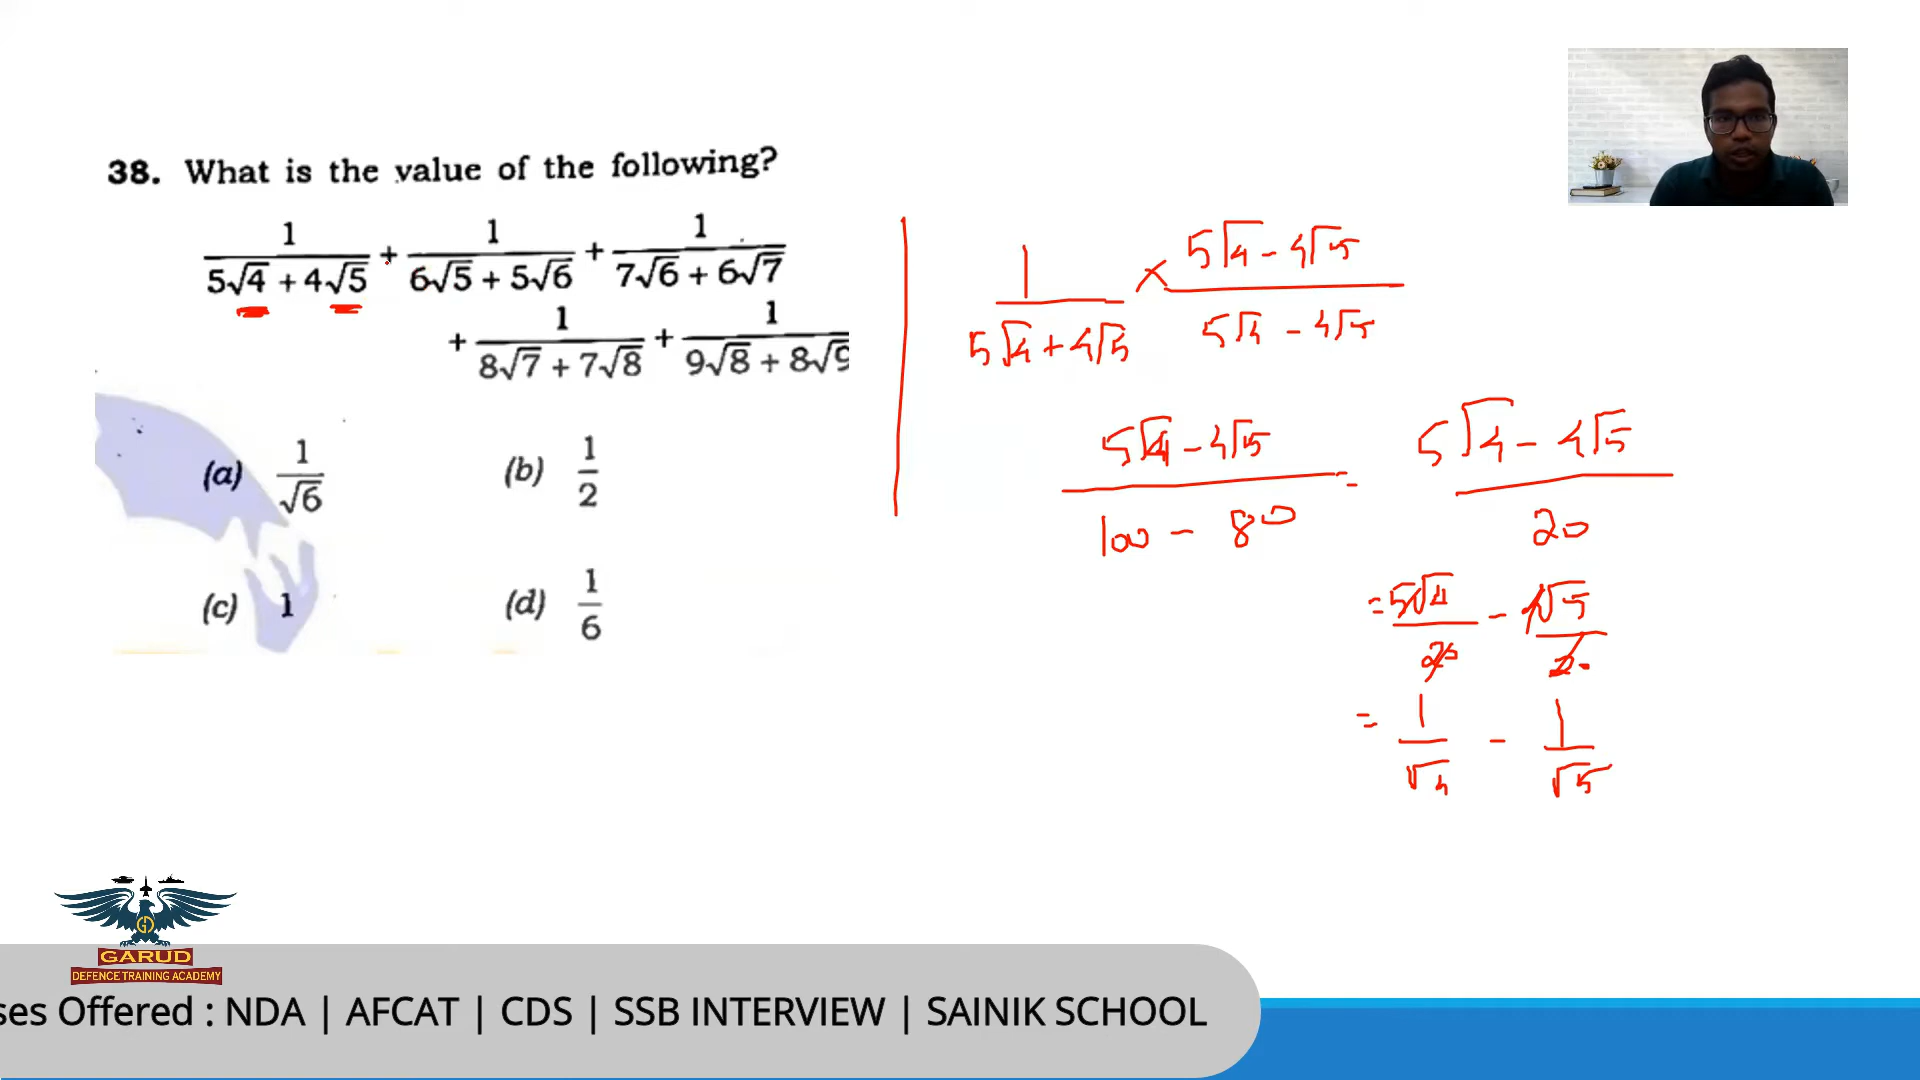 38. What is the value of the following?
1/(5√4 + 4√5) + 1/(6√5 + 5√6) + 1/(7√6 + 6√7)
+ 1/(8√7 + 7√8) + 1/(9√8 + 8√9
(a) 1/√6
(b) 1/2
(c) 1
(d) 1/6
1/(5√4 + 4√5) × (5√4 - 4√5)/(5√4 - 4√5)
(5√4 - 4√5)/(100 - 80) = (5√4 - 4√5)/20
= 5√4/20 - 4√5/20
= 1/√4 - 1/√5
GARUD
DEFENCE TRAINING ACADEMY
ses Offered : NDA | AFCAT | CDS | SSB INTERVIEW | SAINIK SCHOOL